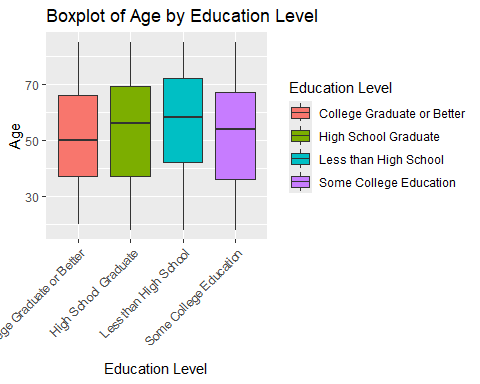 Boxplot of Age by Education Level
Age
70
50
30
ge Graduate or Better
High School Graduate
Less than High School
Some College Education
Education Level
Education Level
College Graduate or Better
High School Graduate
Less than High School
Some College Education